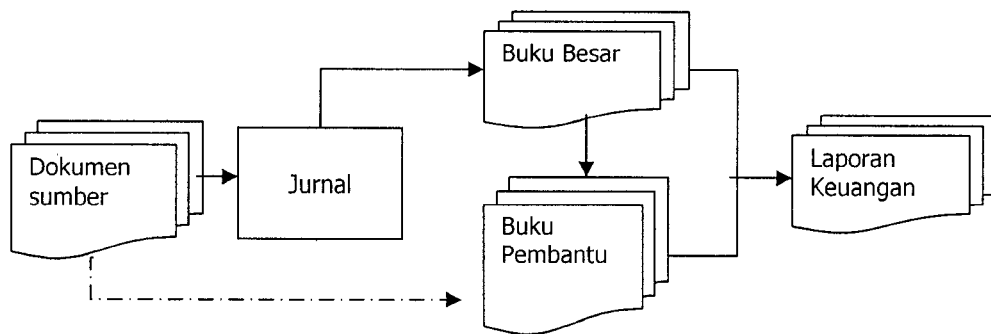 Dokumen
sumber
Jurnal
Buku Besar
Buku
Pembantu
Laporan
Keuangan